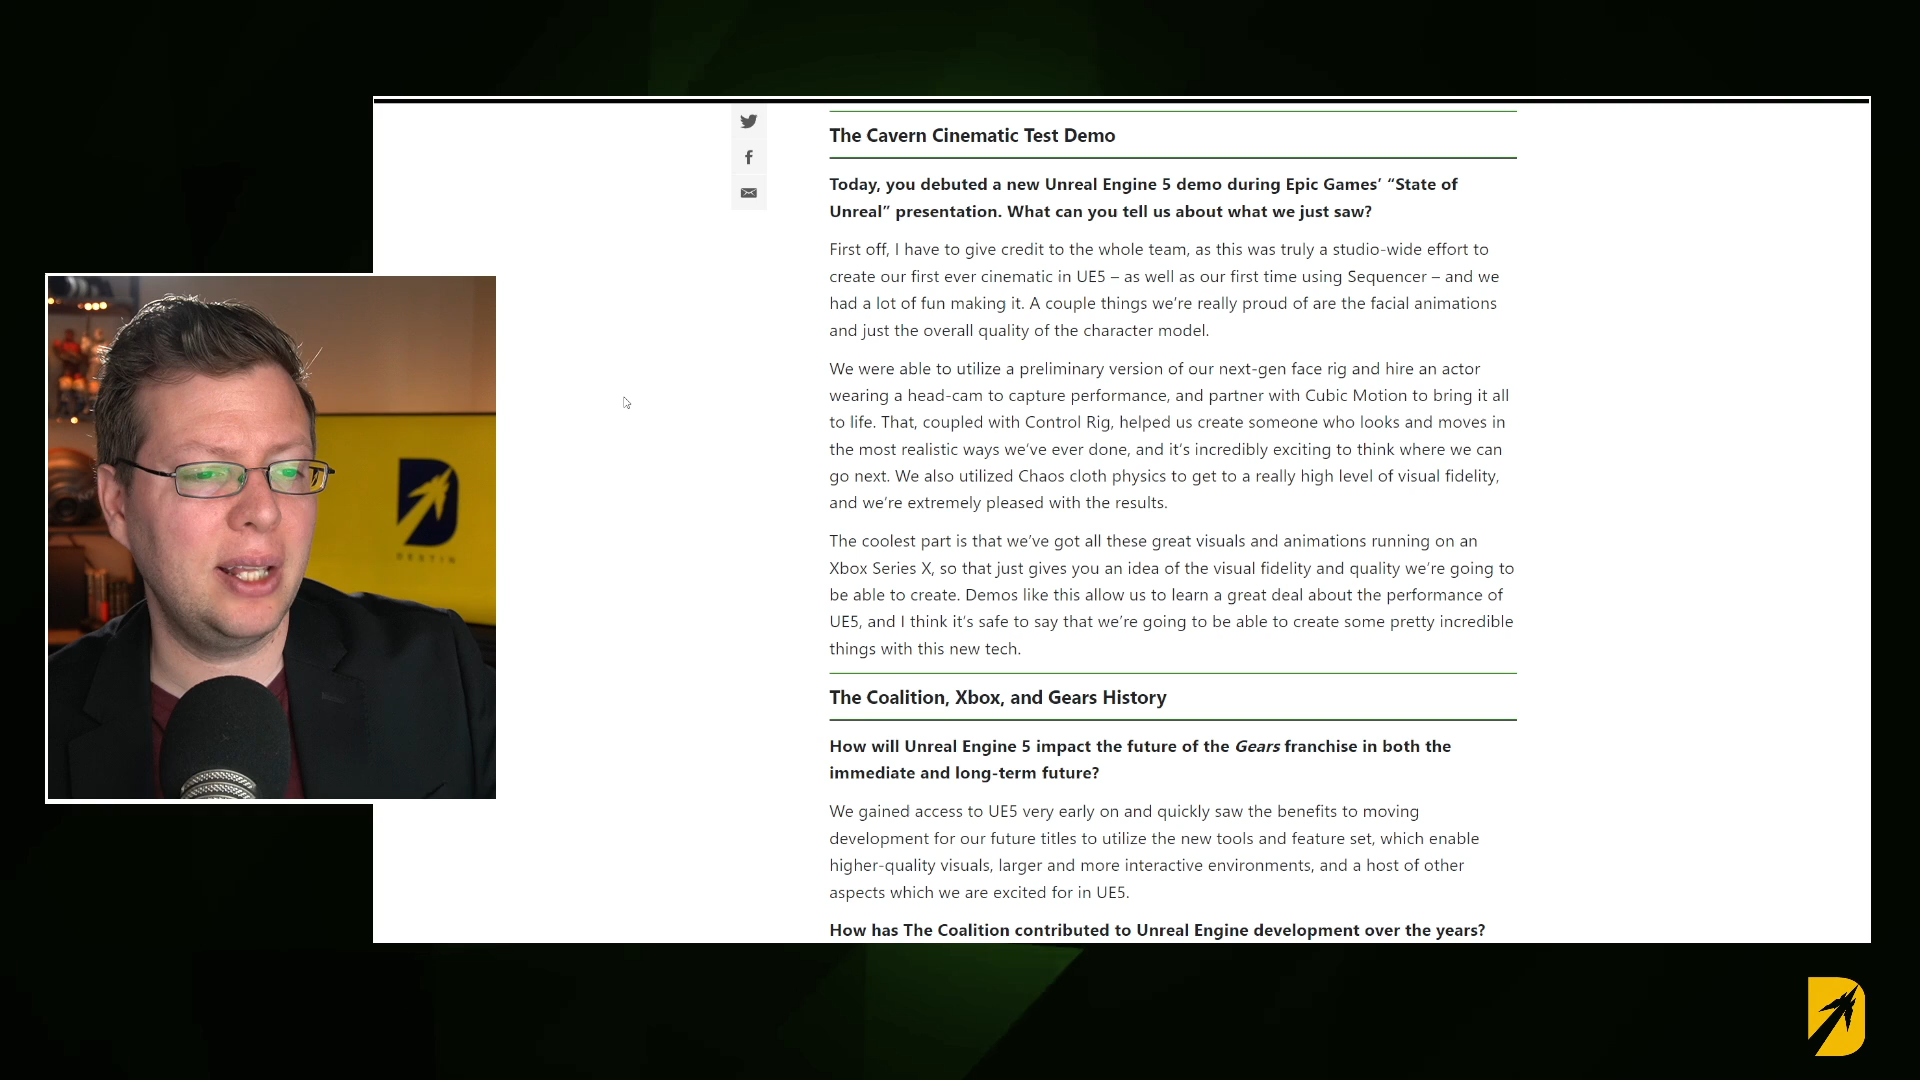 The Cavern Cinematic Test Demo
Today, you debuted a new Unreal Engine 5 demo during Epic Games’ “State of
Unreal” presentation. What can you tell us about what we just saw?
First off, I have to give credit to the whole team, as this was truly a studio-wide effort to
create our first ever cinematic in UE5 – as well as our first time using Sequencer – and we
had a lot of fun making it. A couple things we’re really proud of are the facial animations
and just the overall quality of the character model.
We were able to utilize a preliminary version of our next-gen face rig and hire an actor
wearing a head-cam to capture performance, and partner with Cubic Motion to bring it all
to life. That, coupled with Control Rig, helped us create someone who looks and moves in
the most realistic ways we’ve ever done, and it’s incredibly exciting to think where we can
go next. We also utilized Chaos cloth physics to get to a really high level of visual fidelity,
and we’re extremely pleased with the results.
The coolest part is that we’ve got all these great visuals and animations running on an
Xbox Series X, so that just gives you an idea of the visual fidelity and quality we’re going to
be able to create. Demos like this allow us to learn a great deal about the performance of
UE5, and I think it’s safe to say that we’re going to be able to create some pretty incredible
things with this new tech.
The Coalition, Xbox, and Gears History
How will Unreal Engine 5 impact the future of the Gears franchise in both the
immediate and long-term future?
We gained access to UE5 very early on and quickly saw the benefits to moving
development for our future titles to utilize the new tools and feature set, which enable
higher-quality visuals, larger and more interactive environments, and a host of other
aspects which we are excited for in UE5.
How has The Coalition contributed to Unreal Engine development over the years?
DESTIN